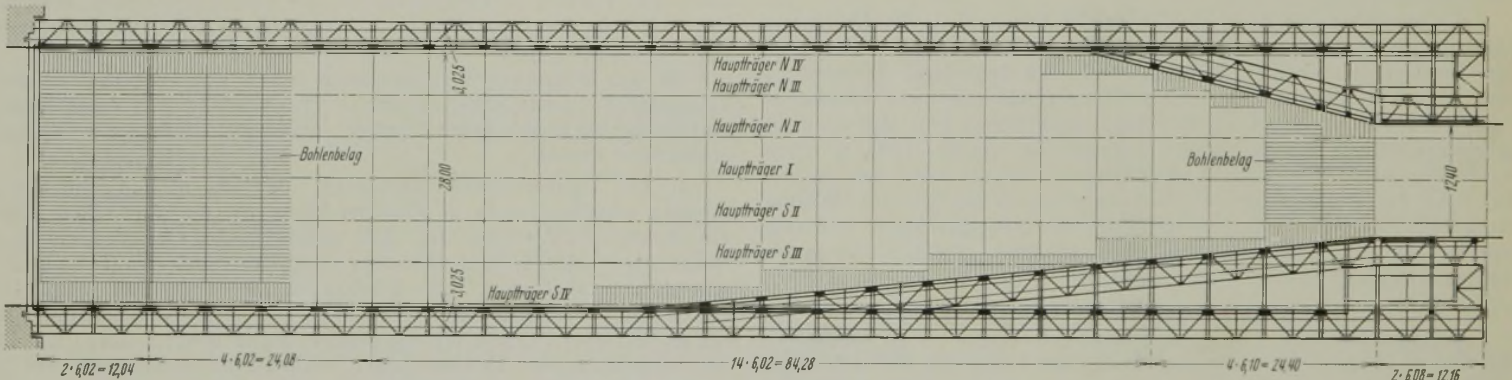 Hauptträger N IV
Hauptträger N III
Hauptträger N II
Hauptträger I
Hauptträger S II
Hauptträger S III
Hauptträger S IV
Bohlenbelag
Bohlenbelag
3,025
28,00
3,025
12,40
2·6,02=12,04
4·6,02=24,08
14·6,02=84,28
4·6,10=24,40
2·6,08=12,16